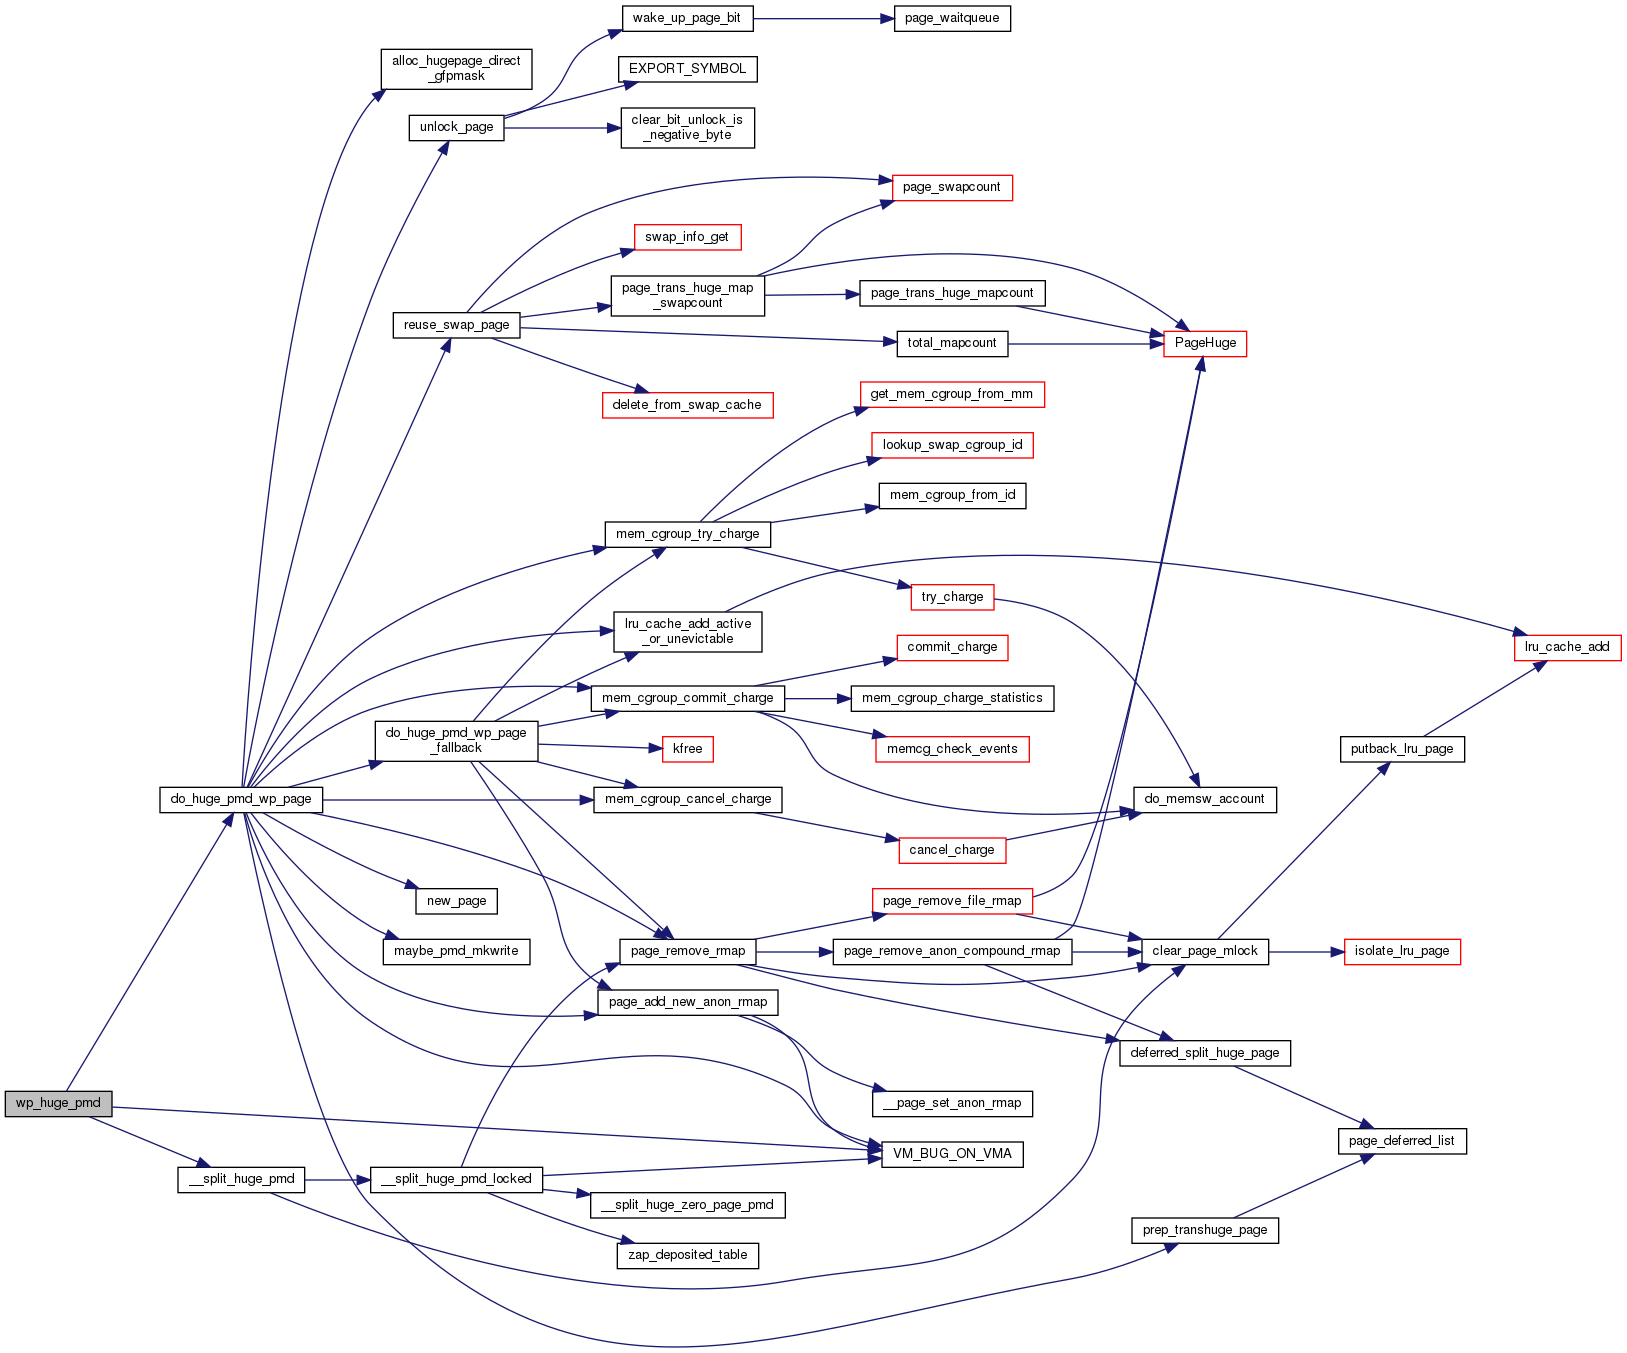 wake_up_page_bit
page_waitqueue
alloc_hugepage_direct
_gfpmask
EXPORT_SYMBOL
unlock_page
clear_bit_unlock_is
_negative_byte
page_swapcount
swap_info_get
page_trans_huge_map
_swapcount
page_trans_huge_mapcount
reuse_swap_page
total_mapcount
PageHuge
delete_from_swap_cache
get_mem_cgroup_from_mm
lookup_swap_cgroup_id
mem_cgroup_from_id
mem_cgroup_try_charge
try_charge
lru_cache_add_active
_or_unevictable
commit_charge
lru_cache_add
mem_cgroup_commit_charge
mem_cgroup_charge_statistics
do_huge_pmd_wp_page
_fallback
kfree
memcg_check_events
putback_lru_page
do_huge_pmd_wp_page
mem_cgroup_cancel_charge
do_memsw_account
cancel_charge
new_page
page_remove_file_rmap
maybe_pmd_mkwrite
page_remove_rmap
page_remove_anon_compound_rmap
clear_page_mlock
isolate_lru_page
page_add_new_anon_rmap
deferred_split_huge_page
wp_huge_pmd
__page_set_anon_rmap
VM_BUG_ON_VMA
page_deferred_list
__split_huge_pmd
__split_huge_pmd_locked
__split_huge_zero_page_pmd
prep_transhuge_page
zap_deposited_table